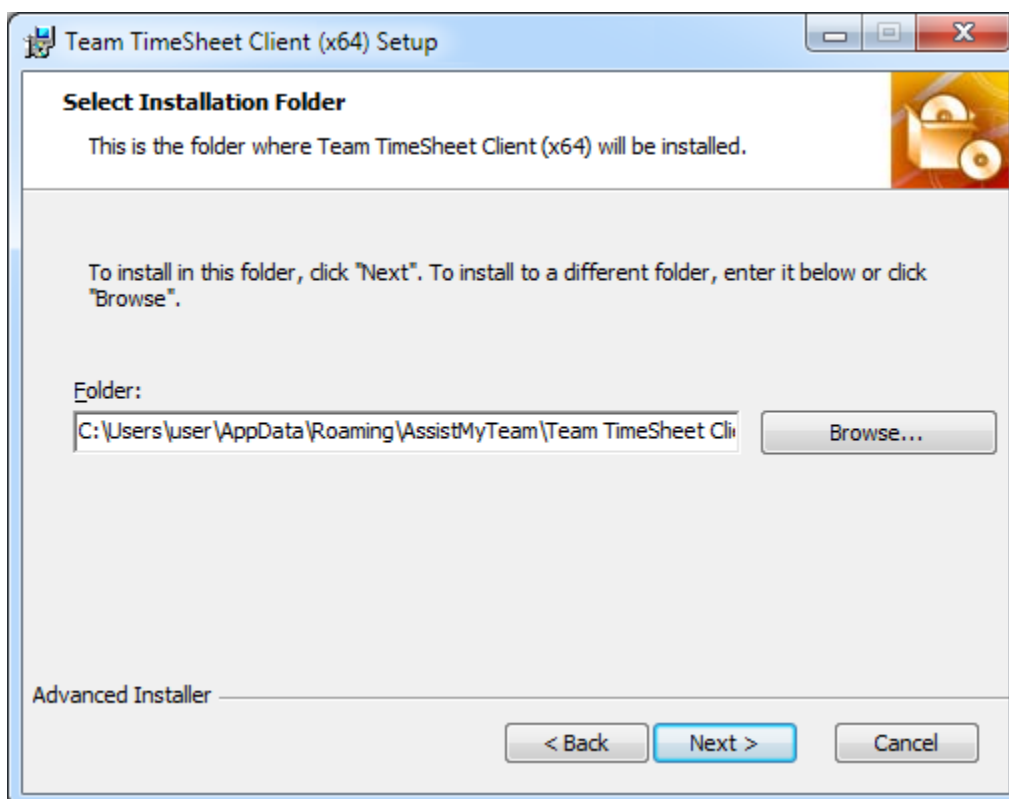 Team TimeSheet Client (x64) Setup
Select Installation Folder
This is the folder where Team TimeSheet Client (x64) will be installed.
To install in this folder, click "Next". To install to a different folder, enter it below or click
"Browse".
Folder:
C:\Users\user\AppData\Roaming\AssistMyTeam\Team TimeSheet Cli
Browse...
Advanced Installer
< Back
Next >
Cancel